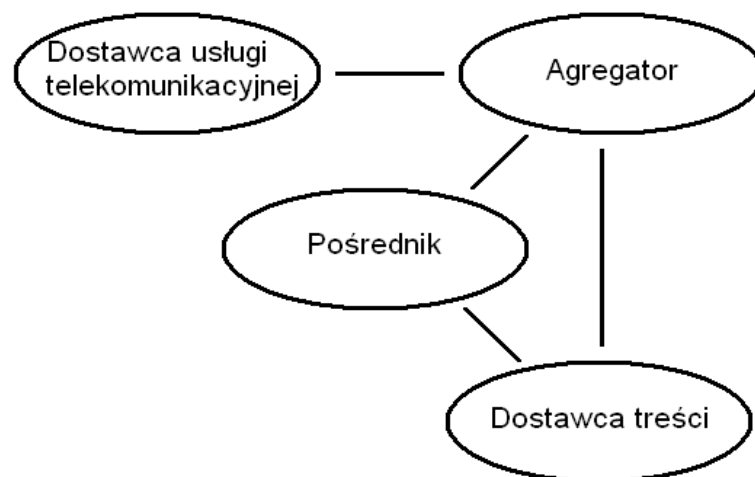 Dostawca usługi
telekomunikacyjnej
Agregator
Pośrednik
Dostawca treści